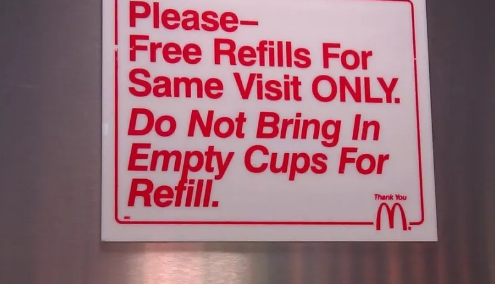 Please–
Free Refills For
Same Visit ONLY.
Do Not Bring In
Empty Cups For
Refill.
Thank You